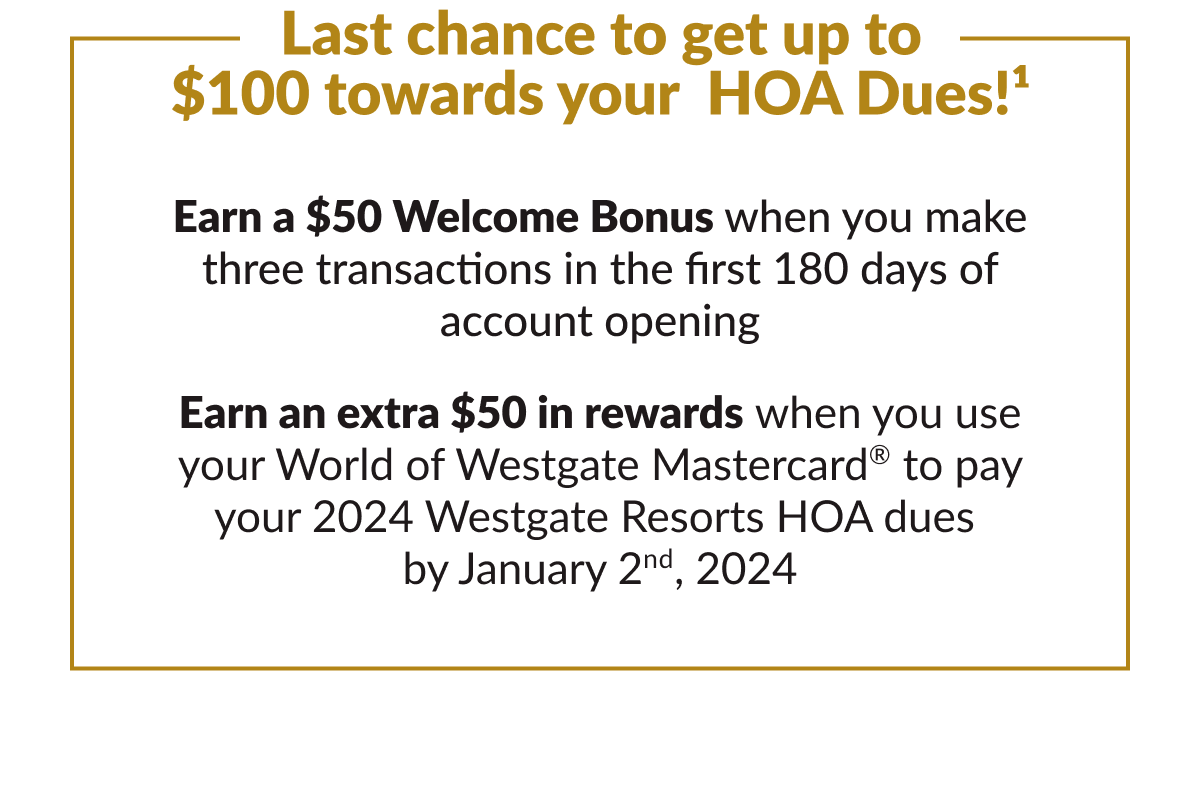 Last chance to get up to
$100 towards your  HOA Dues!¹
Earn a $50 Welcome Bonus when you make
three transactions in the first 180 days of
account opening
Earn an extra $50 in rewards when you use
your World of Westgate Mastercard® to pay
your 2024 Westgate Resorts HOA dues
by January 2ⁿᵈ, 2024